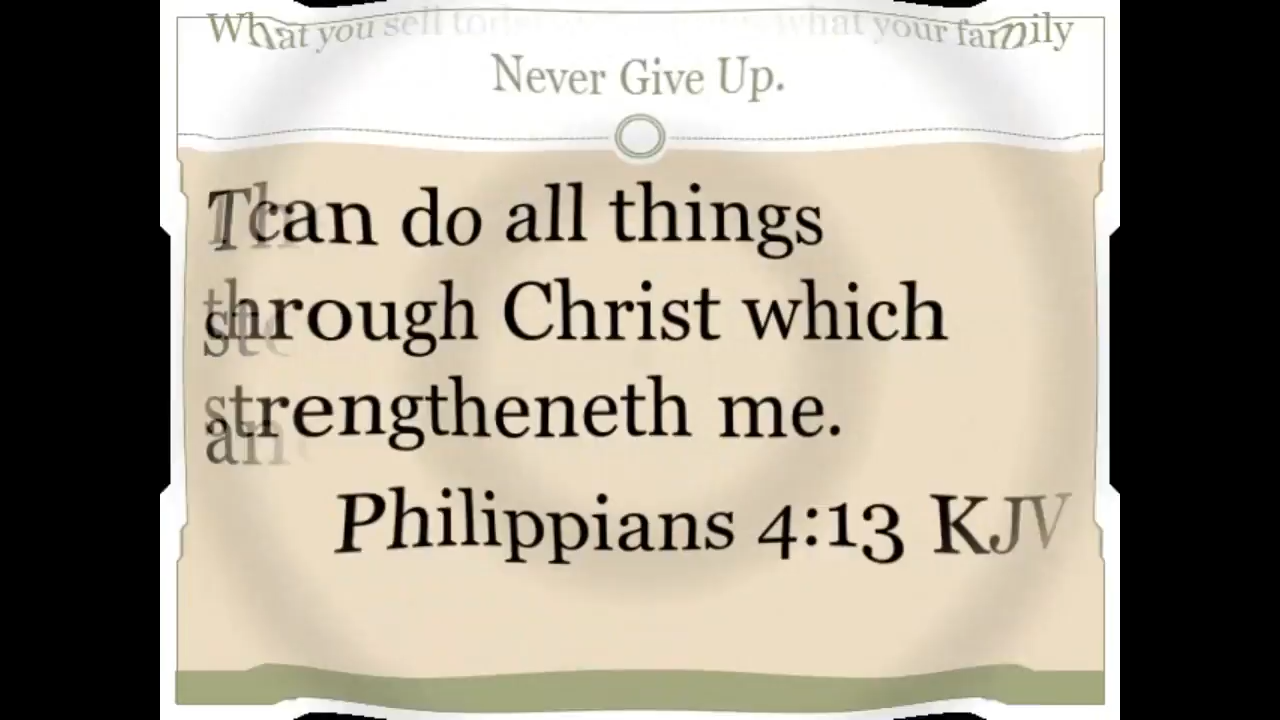 What you sell what your family
Never Give Up.
can do all things
through Christ which
strengtheneth me.
Philippians 4:13 KJV